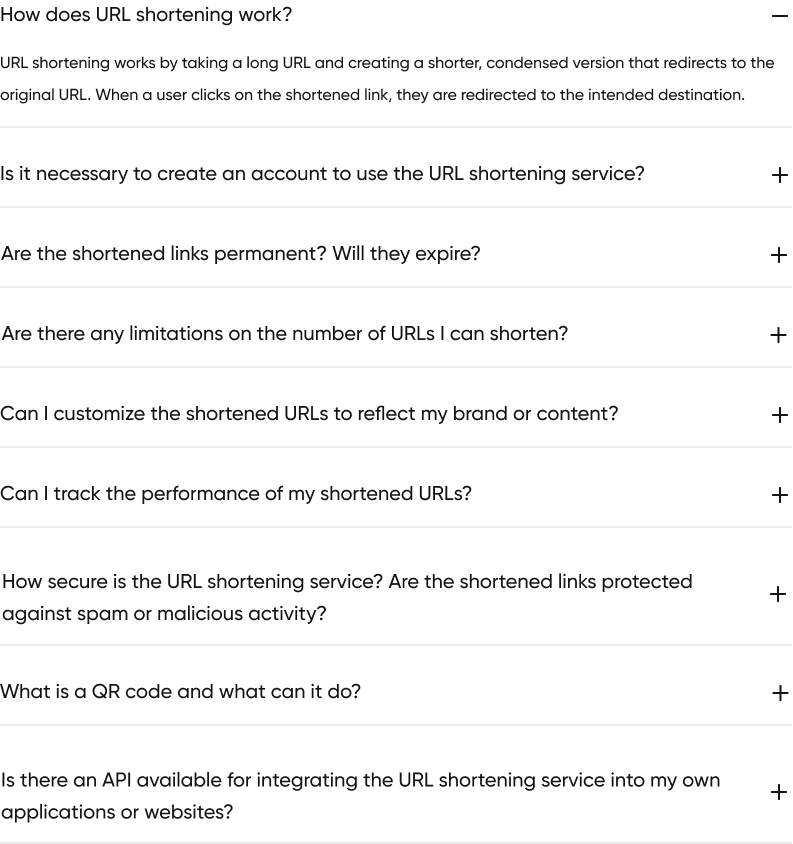 How does URL shortening work?
URL shortening works by taking a long URL and creating a shorter, condensed version that redirects to the
original URL. When a user clicks on the shortened link, they are redirected to the intended destination.
Is it necessary to create an account to use the URL shortening service?
Are the shortened links permanent? Will they expire?
Are there any limitations on the number of URLs I can shorten?
Can I customize the shortened URLs to reflect my brand or content?
Can I track the performance of my shortened URLs?
How secure is the URL shortening service? Are the shortened links protected
against spam or malicious activity?
What is a QR code and what can it do?
Is there an API available for integrating the URL shortening service into my own
applications or websites?